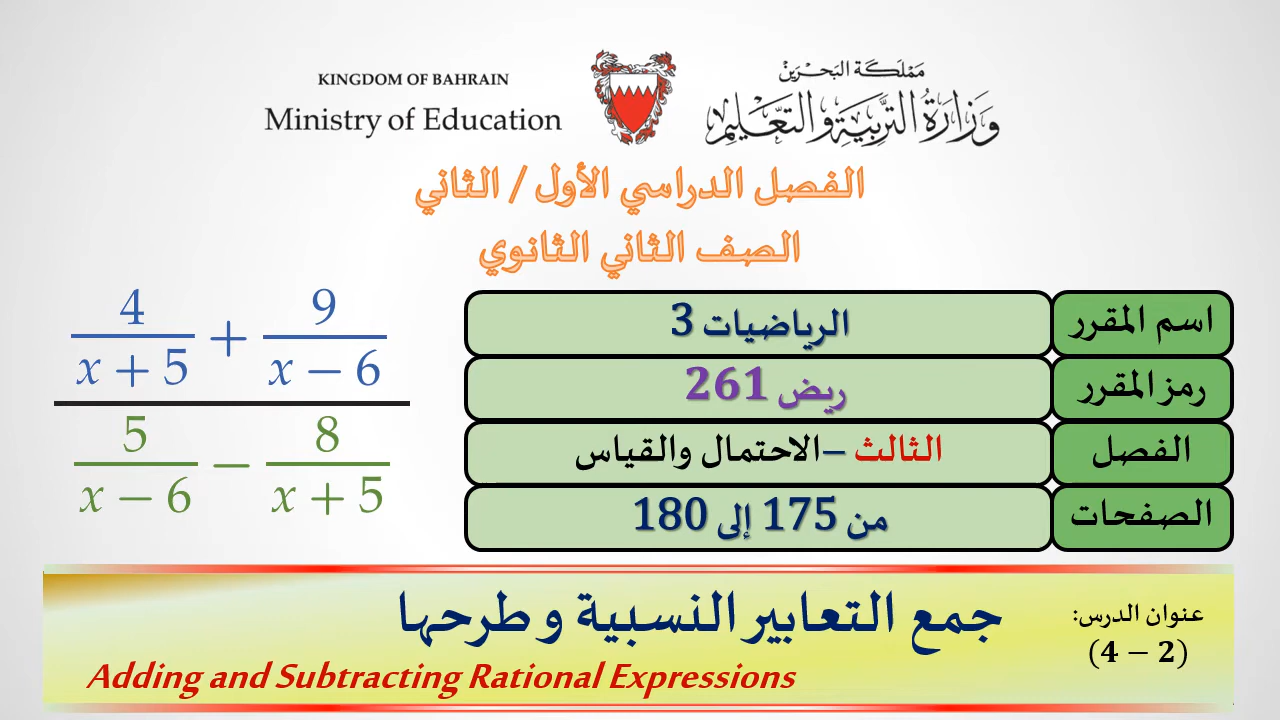 KINGDOM OF BAHRAIN
Ministry of Education
مملكة البحرين
وزارة التربية والتعليم
الفصل الدراسي الأول / الثاني
الصف الثاني الثانوي
اسم المقرر الرياضيات 3
رمز المقرر ريض 261
الفصل الثالث – الاحتمال والقياس
الصفحات من 175 إلى 180
4 9
x + 5 + x − 6
5 8
x − 6 − x + 5
عنوان الدرس:
(4 – 2)
جمع التعابير النسبية وطرحها
Adding and Subtracting Rational Expressions